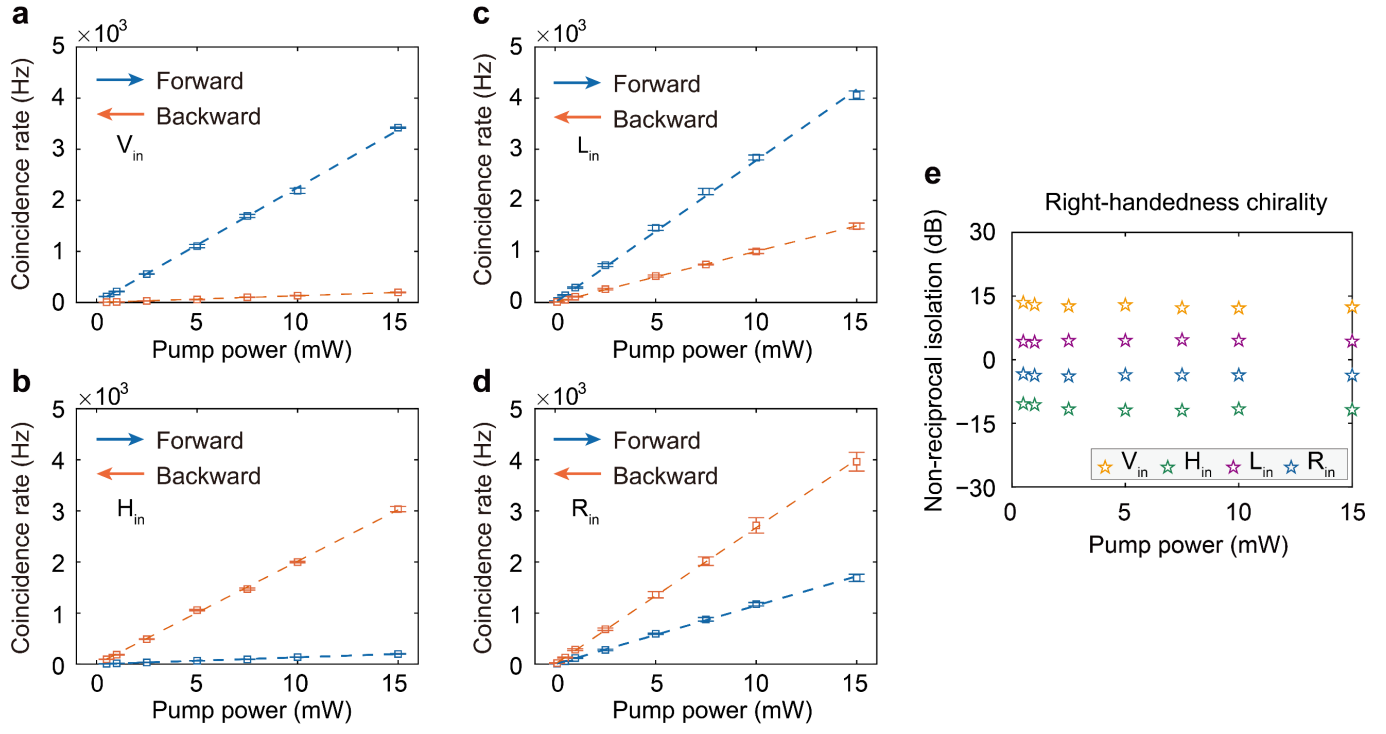 a
×10³
5
4
3
2
1
0
Coincidence rate (Hz)
Forward
Backward
V_in
0 5 10 15
Pump power (mW)
b
×10³
5
4
3
2
1
0
Coincidence rate (Hz)
Forward
Backward
H_in
0 5 10 15
Pump power (mW)
c
×10³
5
4
3
2
1
0
Coincidence rate (Hz)
Forward
Backward
L_in
0 5 10 15
Pump power (mW)
d
×10³
5
4
3
2
1
0
Coincidence rate (Hz)
Forward
Backward
R_in
0 5 10 15
Pump power (mW)
e
Right-handedness chirality
30
15
0
−15
−30
Non-reciprocal isolation (dB)
V_in H_in L_in R_in
0 5 10 15
Pump power (mW)